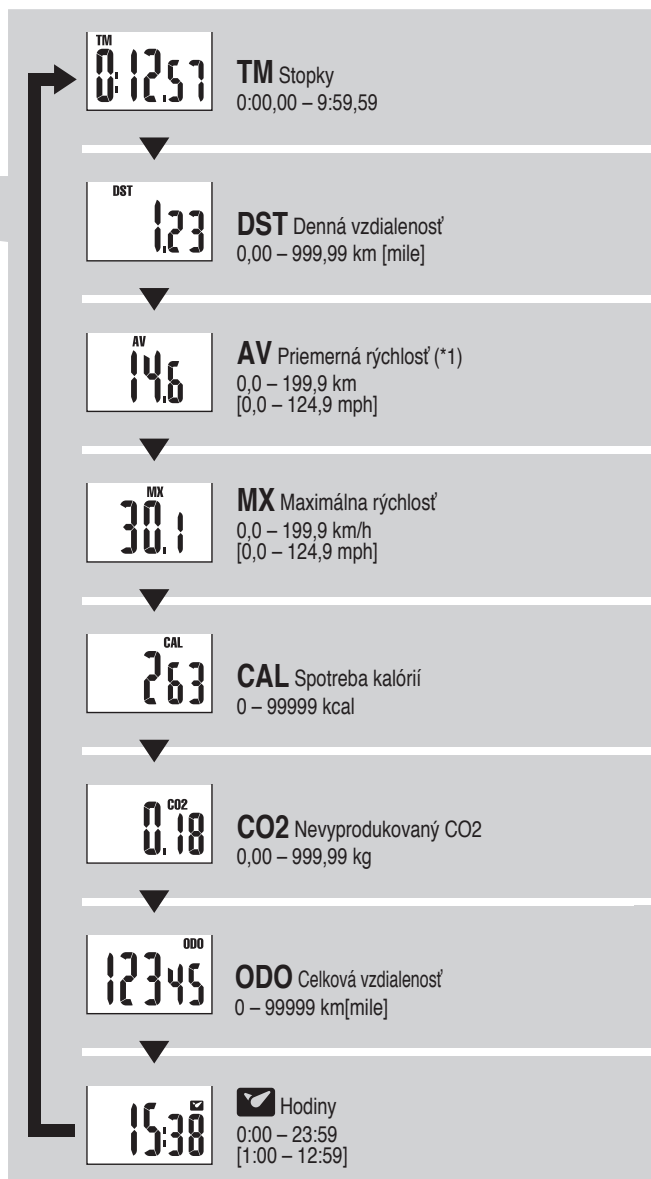 TM
0:12.57
TM Stopky
0:00,00 – 9:59,59
DST
1.23
DST Denná vzdialenosť
0,00 – 999,99 km [mile]
AV
14.6
AV Priemerná rýchlosť (*1)
0,0 – 199,9 km
[0,0 – 124,9 mph]
MX
30.1
MX Maximálna rýchlosť
0,0 – 199,9 km/h
[0,0 – 124,9 mph]
CAL
263
CAL Spotreba kalórií
0 – 99999 kcal
CO2
0.18
CO2 Nevyprodukovaný CO2
0,00 – 999,99 kg
ODO
12345
ODO Celková vzdialenosť
0 – 99999 km[mile]
15:38
Hodiny
0:00 – 23:59
[1:00 – 12:59]